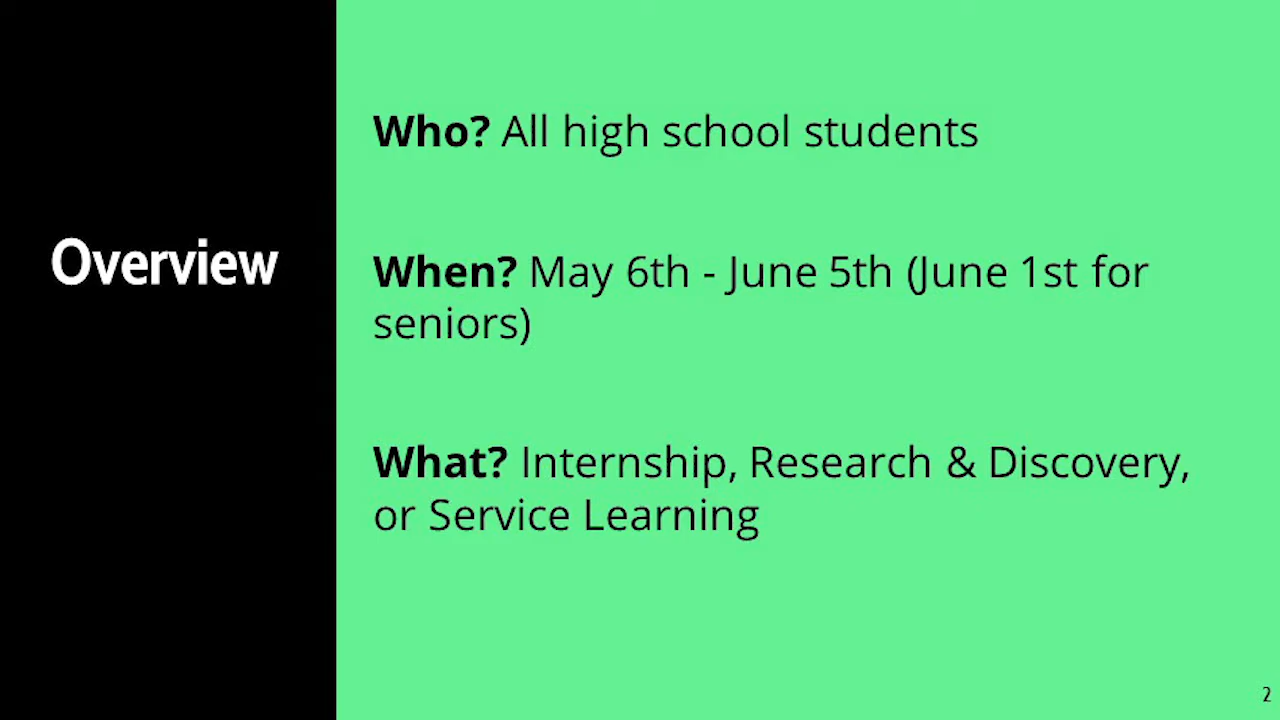 Overview
Who? All high school students
When? May 6th - June 5th (June 1st for
seniors)
What? Internship, Research & Discovery,
or Service Learning
2